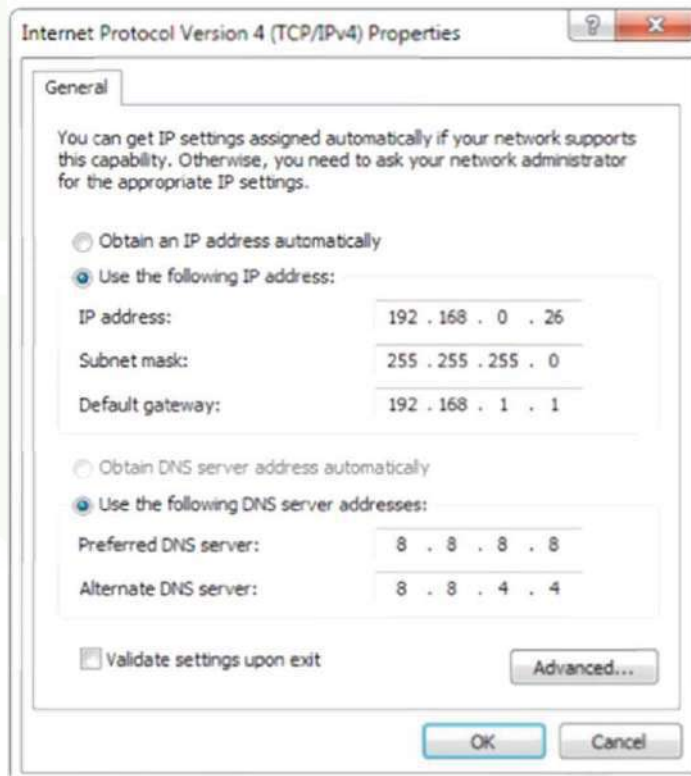 Internet Protocol Version 4 (TCP/IPv4) Properties
General
You can get IP settings assigned automatically if your network supports
this capability. Otherwise, you need to ask your network administrator
for the appropriate IP settings.
Obtain an IP address automatically
Use the following IP address:
IP address: 192 . 168 . 0 . 26
Subnet mask: 255 . 255 . 255 . 0
Default gateway: 192 . 168 . 1 . 1
Obtain DNS server address automatically
Use the following DNS server addresses:
Preferred DNS server: 8 . 8 . 8 . 8
Alternate DNS server: 8 . 8 . 4 . 4
Validate settings upon exit
Advanced...
OK Cancel